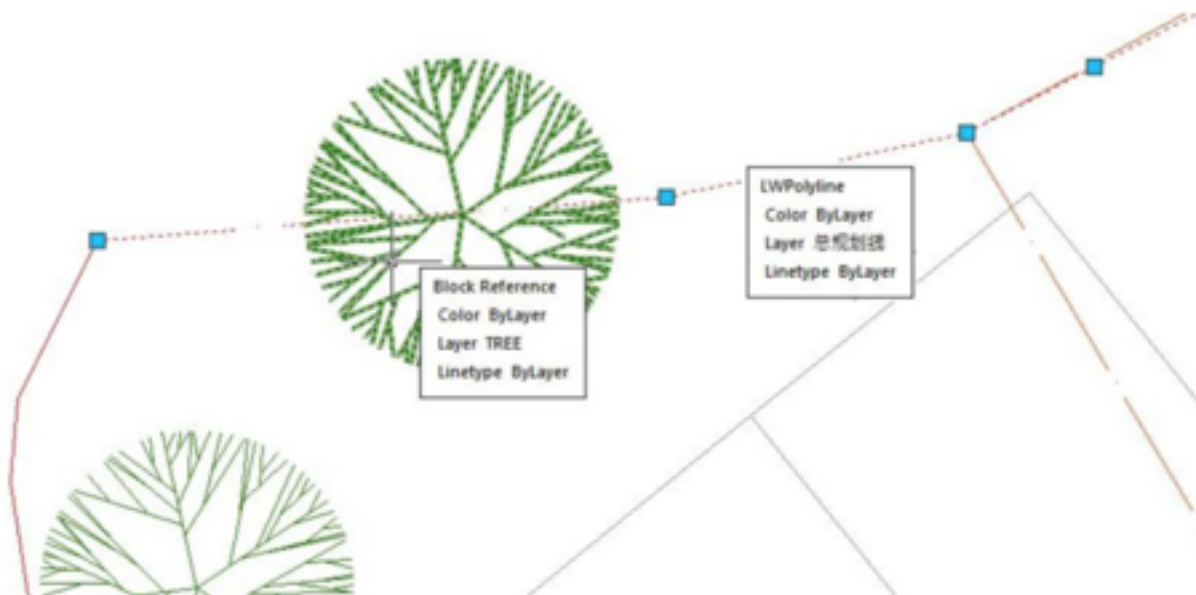 LWPolyline
Color ByLayer
Layer 总规划线
Linetype ByLayer
Block Reference
Color ByLayer
Layer TREE
Linetype ByLayer